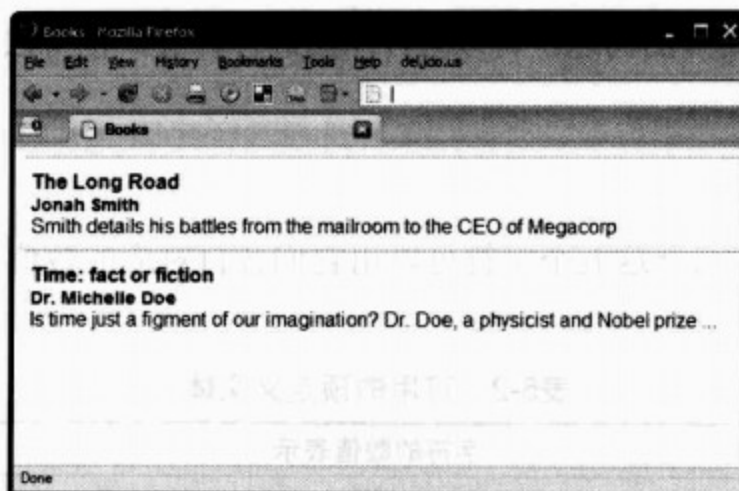 Books - Mozilla Firefox
File Edit View History Bookmarks Tools Help del.icio.us
Books
The Long Road
Jonah Smith
Smith details his battles from the mailroom to the CEO of Megacorp
Time: fact or fiction
Dr. Michelle Doe
Is time just a figment of our imagination? Dr. Doe, a physicist and Nobel prize ...
Done